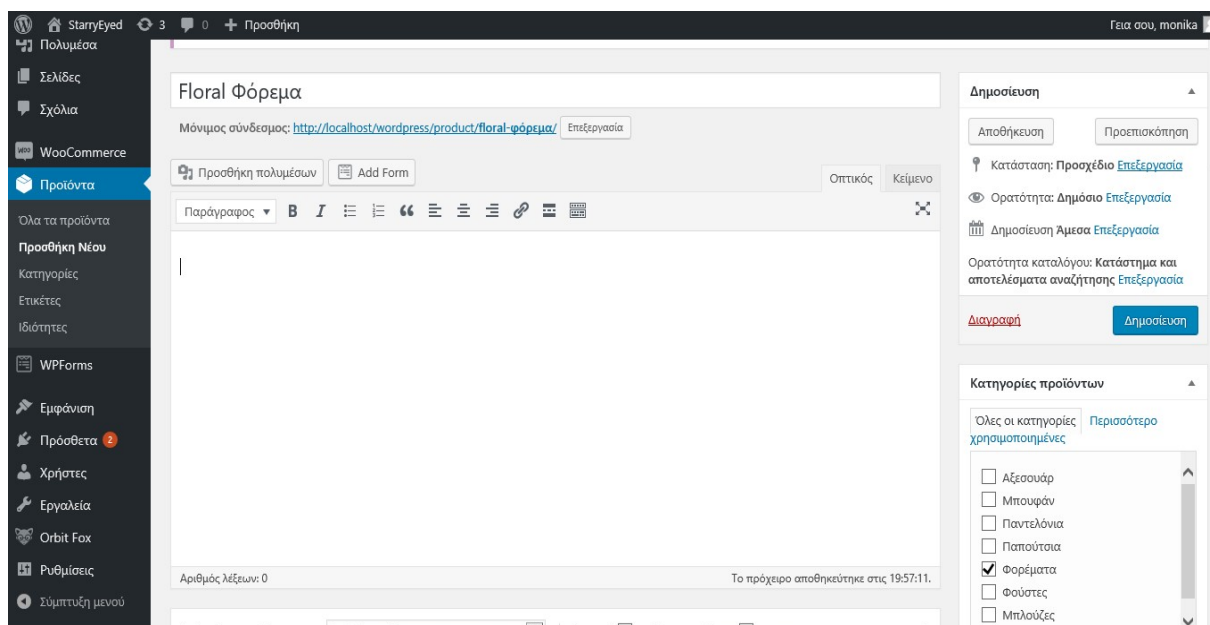 StarryEyed 3 0 + Προσθήκη Γεια σου, monika
Πολυμέσα
Σελίδες
Σχόλια
WooCommerce
Προϊόντα
Όλα τα προϊόντα
Προσθήκη Νέου
Κατηγορίες
Ετικέτες
Ιδιότητες
WPForms
Εμφάνιση
Πρόσθετα 2
Χρήστες
Εργαλεία
Orbit Fox
Ρυθμίσεις
Σύμπτυξη μενού
Floral Φόρεμα
Μόνιμος σύνδεσμος: http://localhost/wordpress/product/floral-φόρεμα/ Επεξεργασία
Προσθήκη πολυμέσων Add Form Οπτικός Κείμενο
Παράγραφος B I
Αριθμός λέξεων: 0 Το πρόχειρο αποθηκεύτηκε στις 19:57:11.
Δημοσίευση
Αποθήκευση Προεπισκόπηση
Κατάσταση: Προσχέδιο Επεξεργασία
Ορατότητα: Δημόσιο Επεξεργασία
Δημοσίευση Άμεσα Επεξεργασία
Ορατότητα καταλόγου: Κατάστημα και
αποτελέσματα αναζήτησης Επεξεργασία
Διαγραφή Δημοσίευση
Κατηγορίες προϊόντων
Όλες οι κατηγορίες Περισσότερο
χρησιμοποιημένες
Αξεσουάρ
Μπουφάν
Παντελόνια
Παπούτσια
Φορέματα
Φούστες
Μπλούζες